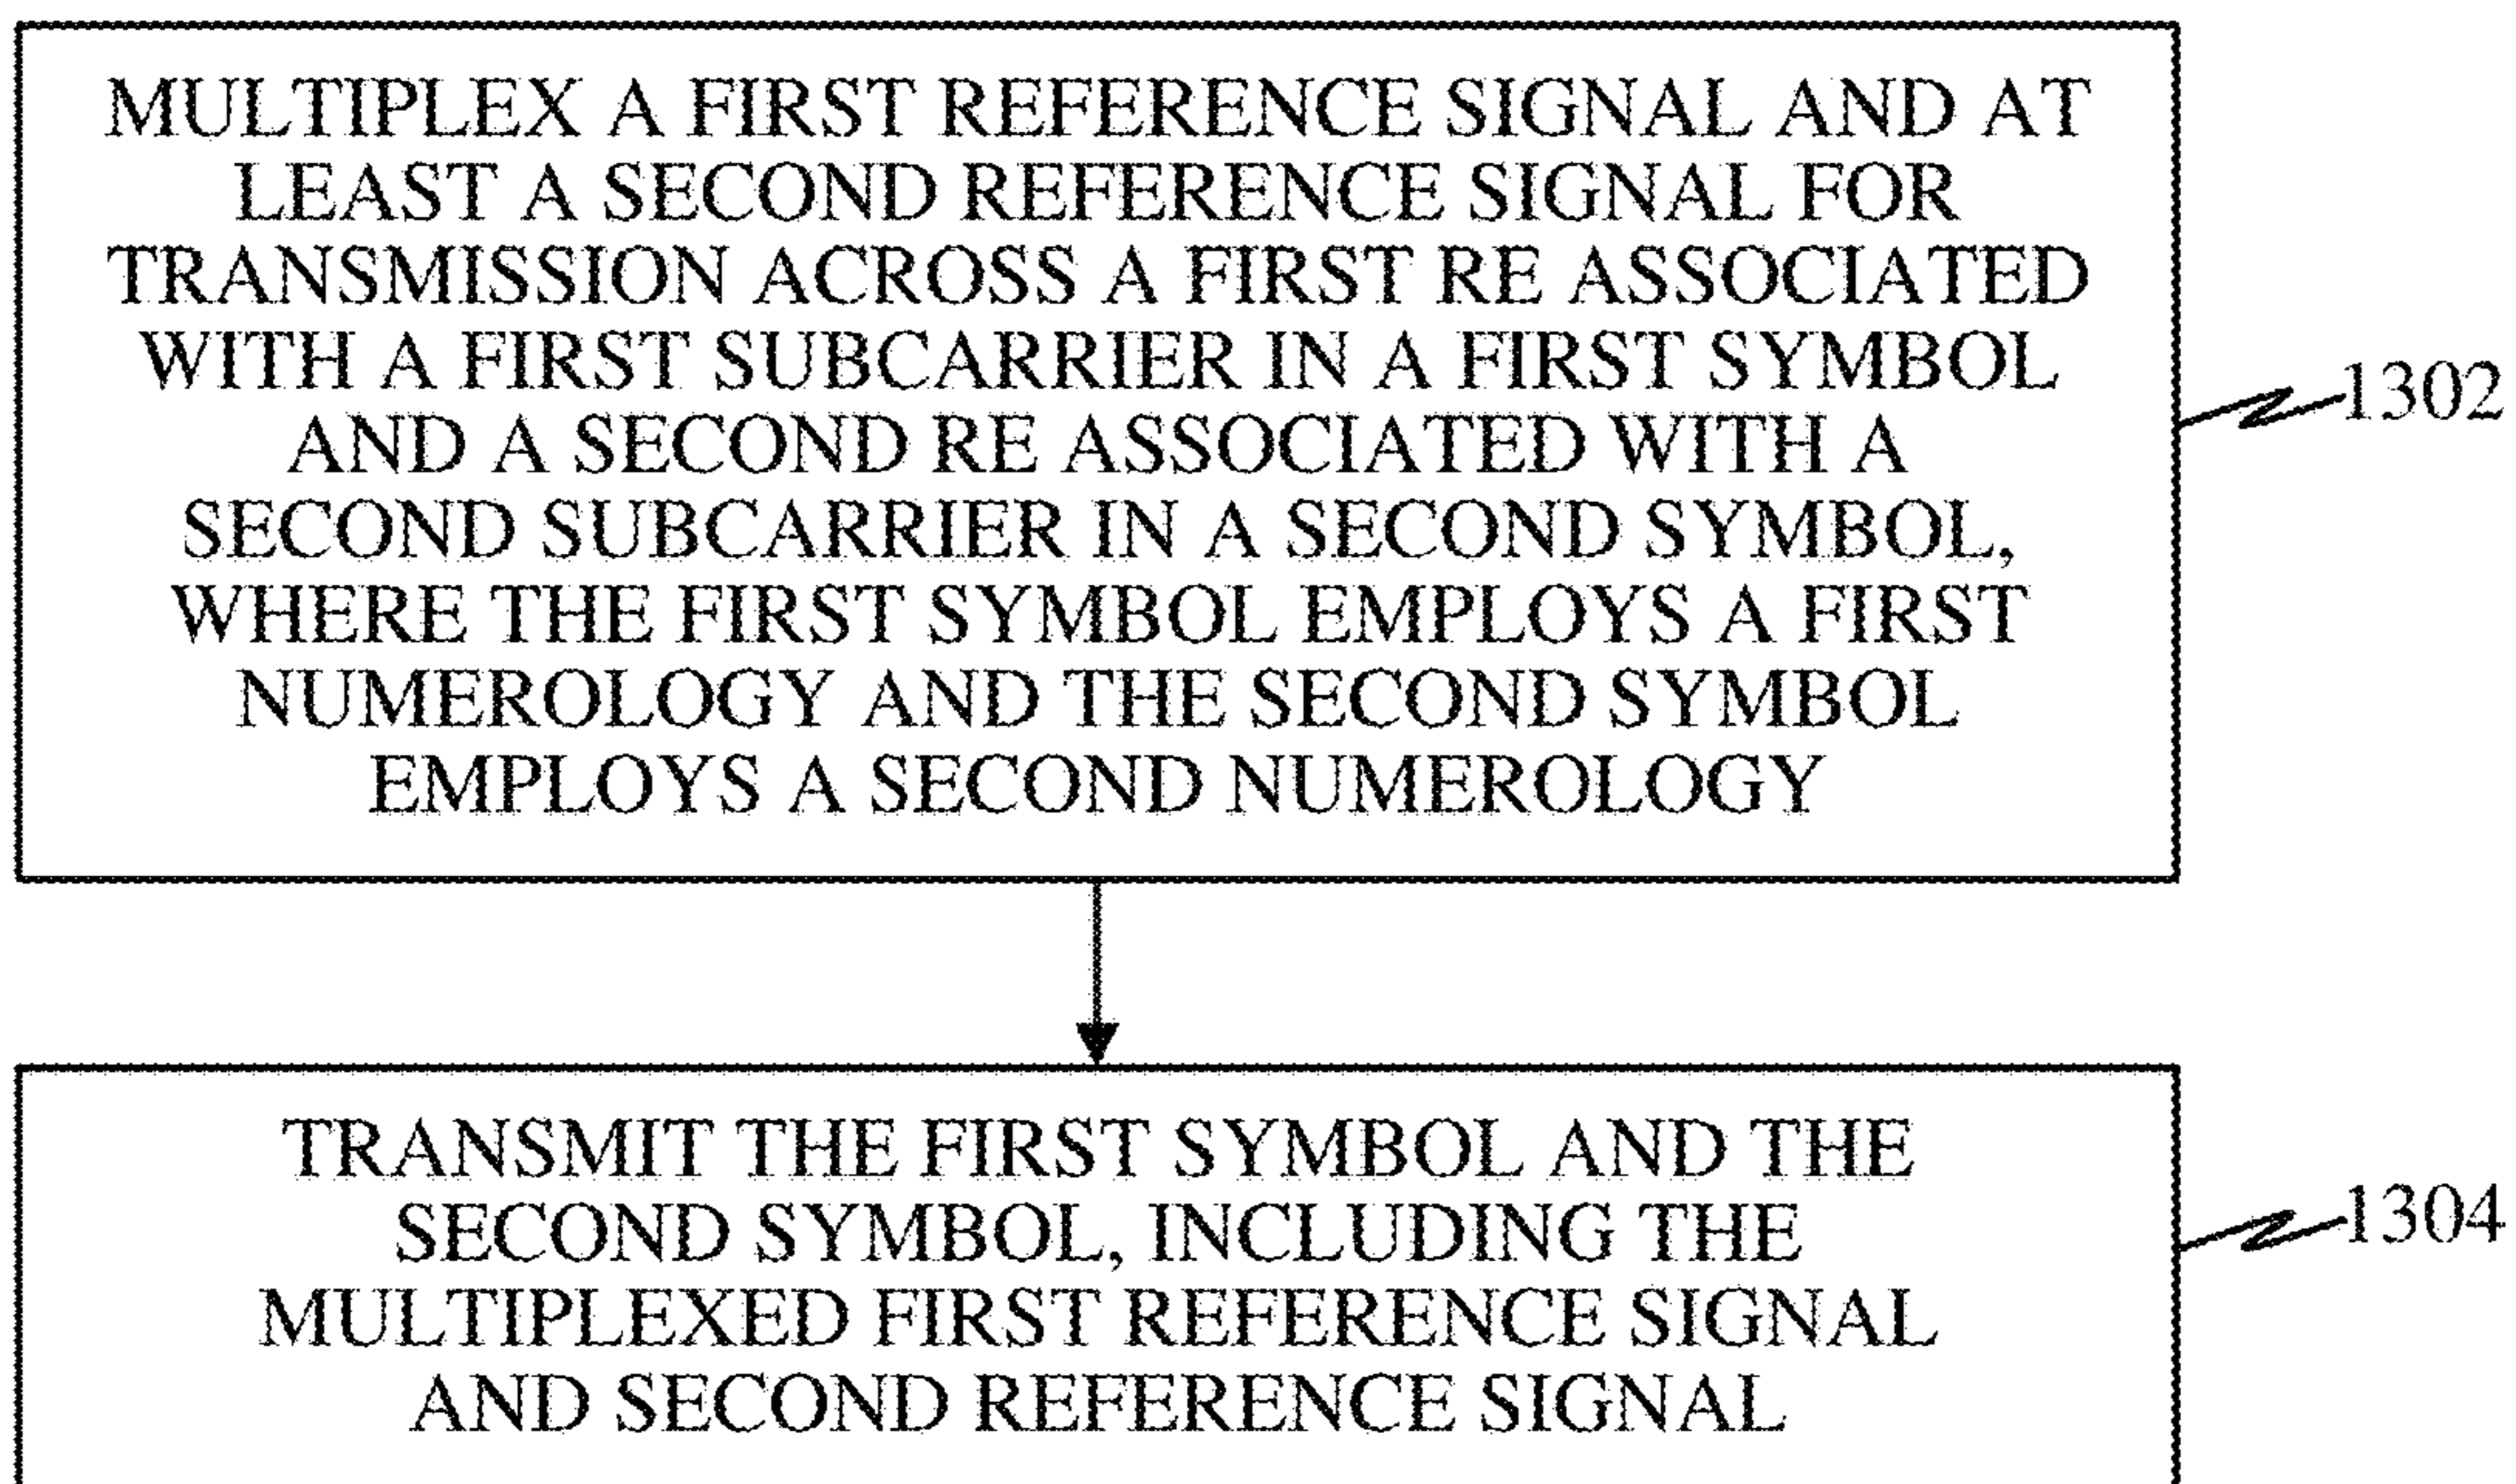 MULTIPLEX A FIRST REFERENCE SIGNAL AND AT
LEAST A SECOND REFERENCE SIGNAL FOR
TRANSMISSION ACROSS A FIRST RE ASSOCIATED
WITH A FIRST SUBCARRIER IN A FIRST SYMBOL
AND A SECOND RE ASSOCIATED WITH A
SECOND SUBCARRIER IN A SECOND SYMBOL,
WHERE THE FIRST SYMBOL EMPLOYS A FIRST
NUMEROLOGY AND THE SECOND SYMBOL
EMPLOYS A SECOND NUMEROLOGY
1302
TRANSMIT THE FIRST SYMBOL AND THE
SECOND SYMBOL, INCLUDING THE
MULTIPLEXED FIRST REFERENCE SIGNAL
AND SECOND REFERENCE SIGNAL
1304